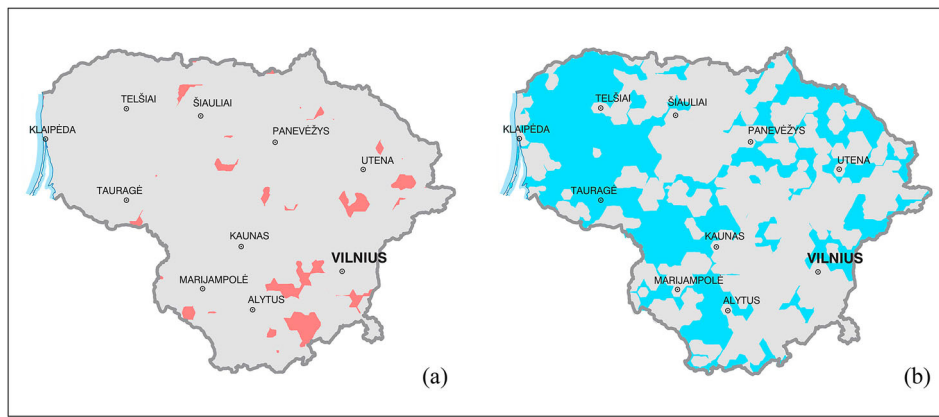 TELŠIAI
ŠIAULIAI
KLAIPĖDA
PANEVĖŽYS
UTENA
TAURAGĖ
KAUNAS
VILNIUS
MARIJAMPOLĖ
ALYTUS
(a)
TELŠIAI
ŠIAULIAI
KLAIPĖDA
PANEVĖŽYS
UTENA
TAURAGĖ
KAUNAS
VILNIUS
MARIJAMPOLĖ
ALYTUS
(b)